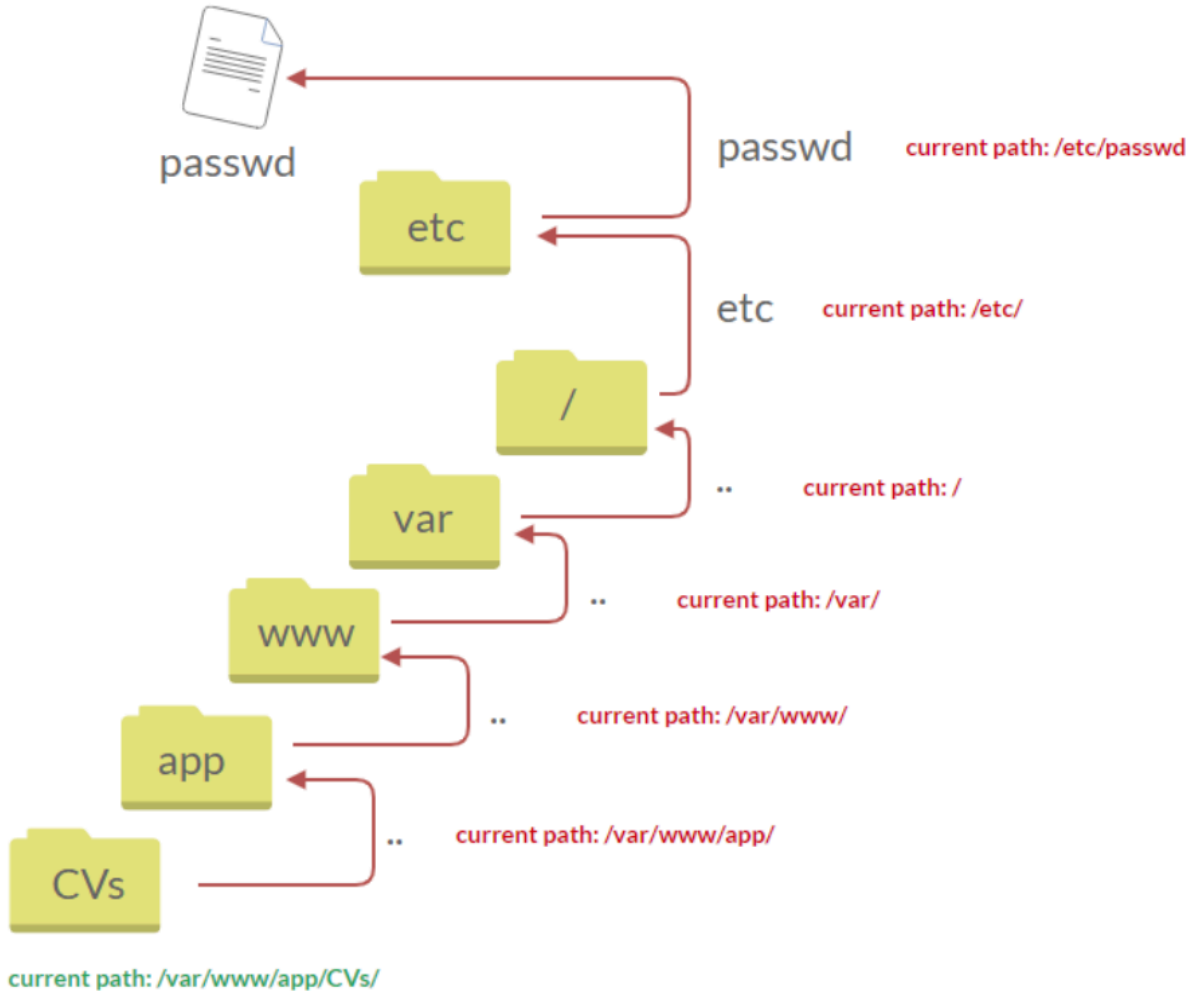 passwd
passwd current path: /etc/passwd
etc
etc current path: /etc/
/
.. current path: /
var
.. current path: /var/
www
.. current path: /var/www/
app
.. current path: /var/www/app/
CVs
current path: /var/www/app/CVs/